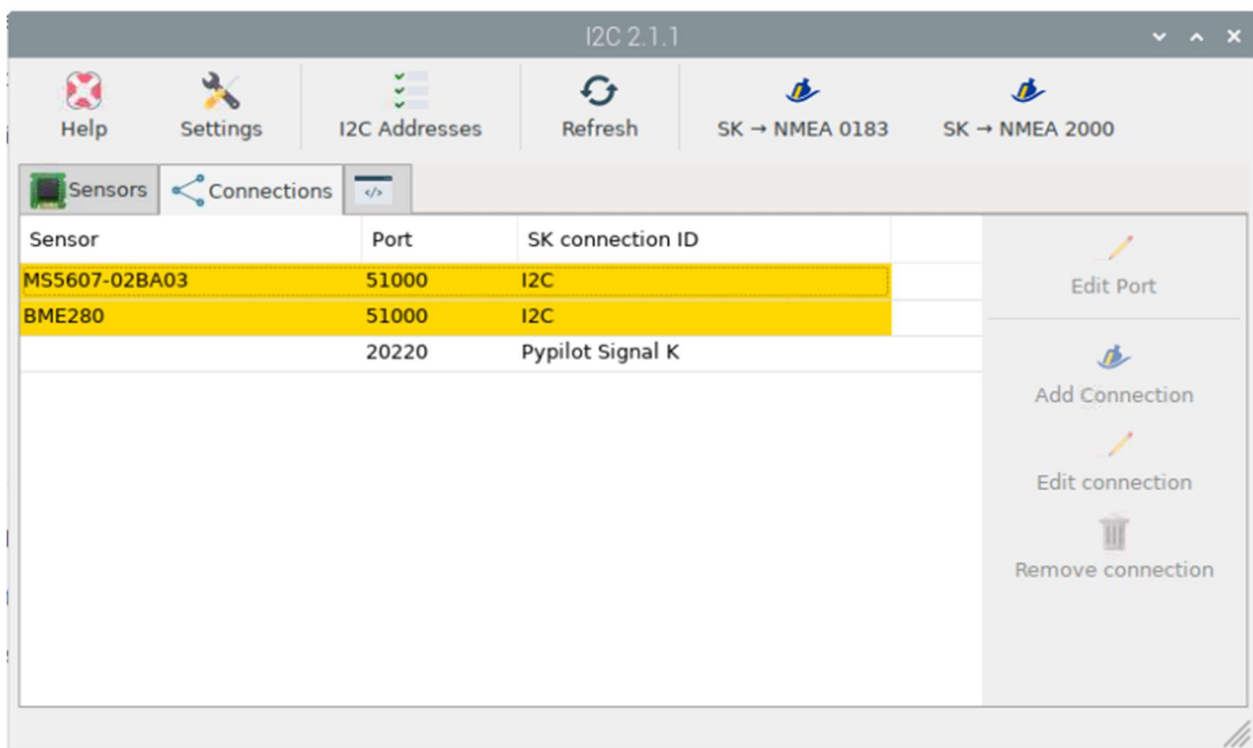 I2C 2.1.1
Help Settings I2C Addresses Refresh SK → NMEA 0183 SK → NMEA 2000
Sensors Connections </>
Sensor Port SK connection ID
MS5607-02BA03 51000 I2C
BME280 51000 I2C
20220 Pypilot Signal K
Edit Port
Add Connection
Edit connection
Remove connection